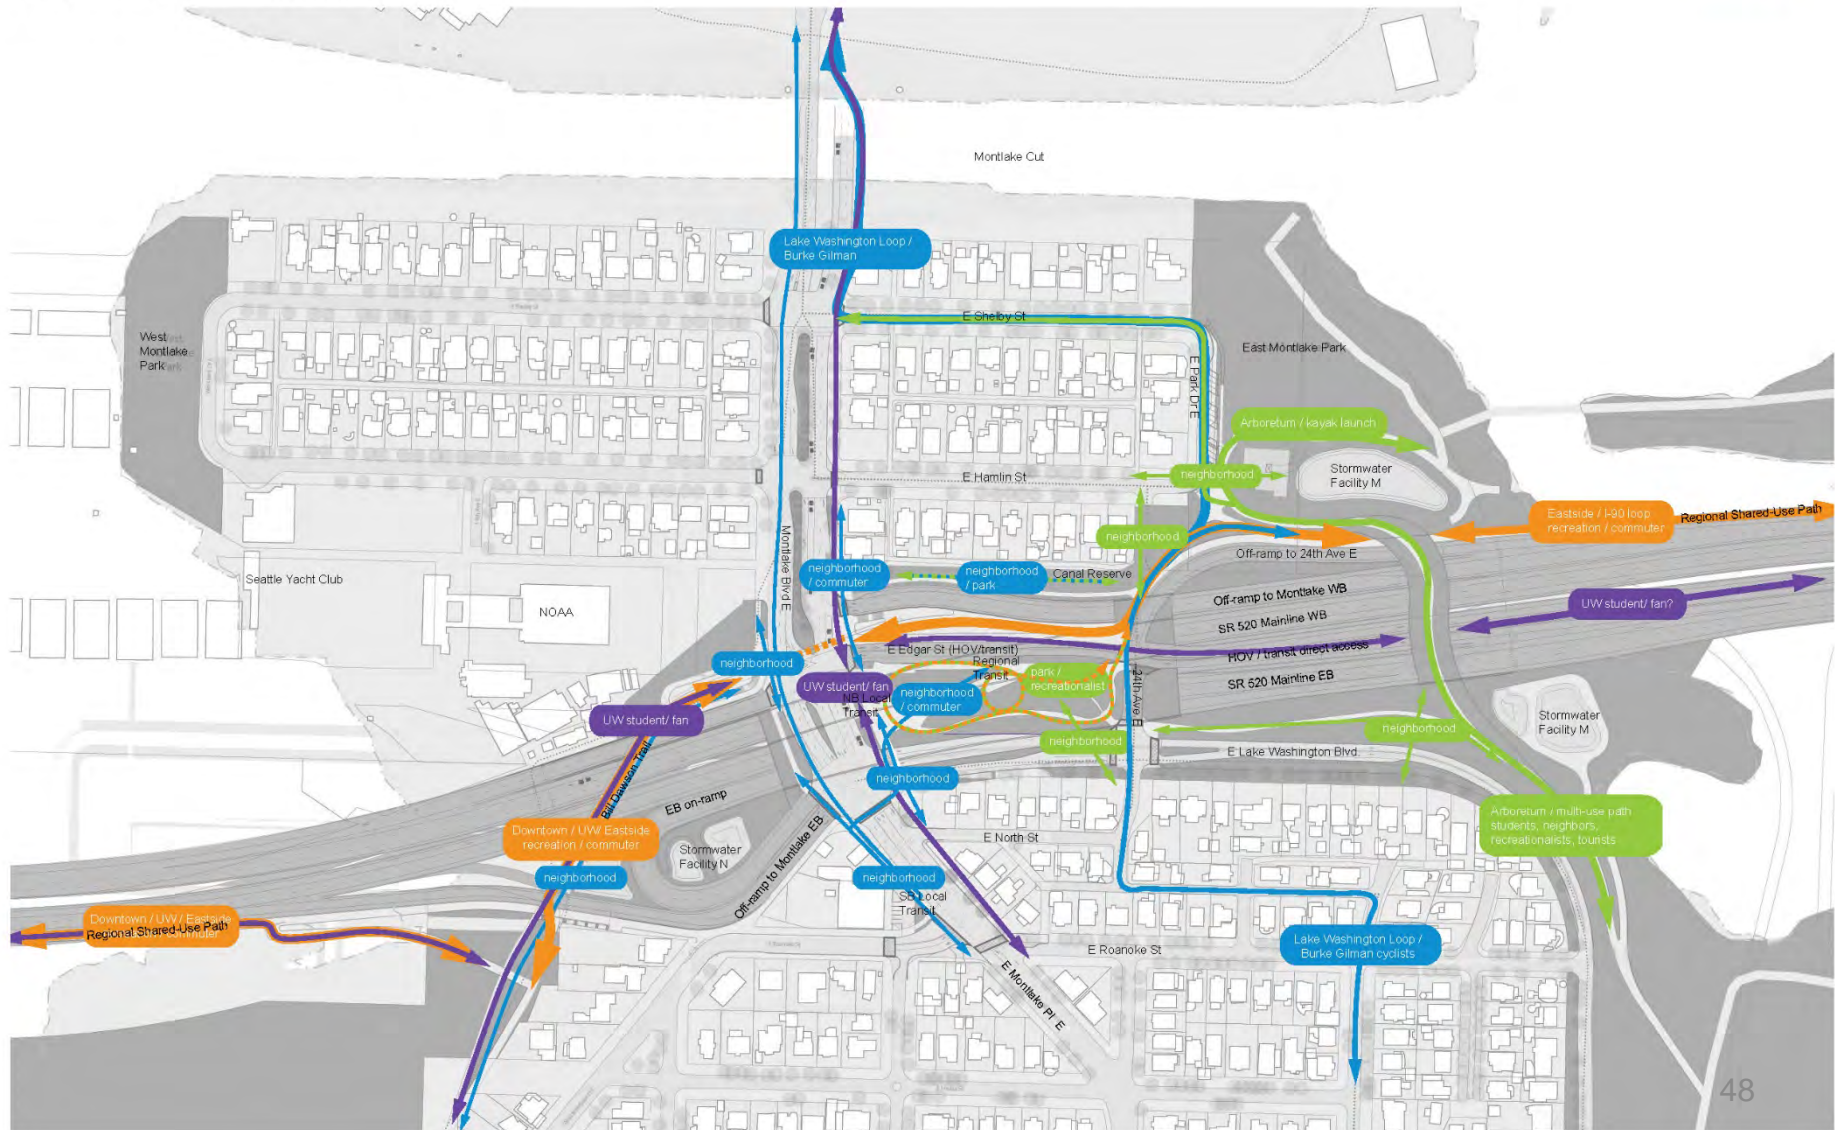 Montlake Cut
Lake Washington Loop /
Burke Gilman
E Shelby St
West
Montlake
Park
East Montlake Park
E Park Dr E
Arboretum / kayak launch
neighborhood
E Hamlin St
Stormwater
Facility M
Eastside / I-90 loop
recreation / commuter
Regional Shared-Use Path
neighborhood
Off-ramp to 24th Ave E
Montlake Blvd E
neighborhood
/ commuter
neighborhood
/ park
Canal Reserve
Seattle Yacht Club
NOAA
Off-ramp to Montlake WB
UW student/ fan?
SR 520 Mainline WB
E Edgar St (HOV/transit)
HOV / transit direct access
neighborhood
Regional
Transit
park /
recreationalist
SR 520 Mainline EB
UW student/ fan
NB Local
Transit
neighborhood
/ commuter
24th Ave E
UW student/ fan
Stormwater
Facility M
neighborhood
neighborhood
E Lake Washington Blvd.
Bill Dawson Trail
neighborhood
EB on-ramp
Arboretum / multi-use path
students, neighbors,
recreationalists, tourists
Downtown / UW/ Eastside
recreation / commuter
E North St
Stormwater
Facility N
Off-ramp to Montlake EB
neighborhood
neighborhood
SB Local
Transit
Downtown / UW / Eastside
commuter
Regional Shared-Use Path
E Roanoke St
Lake Washington Loop /
Burke Gilman cyclists
E Montlake Pl E
48